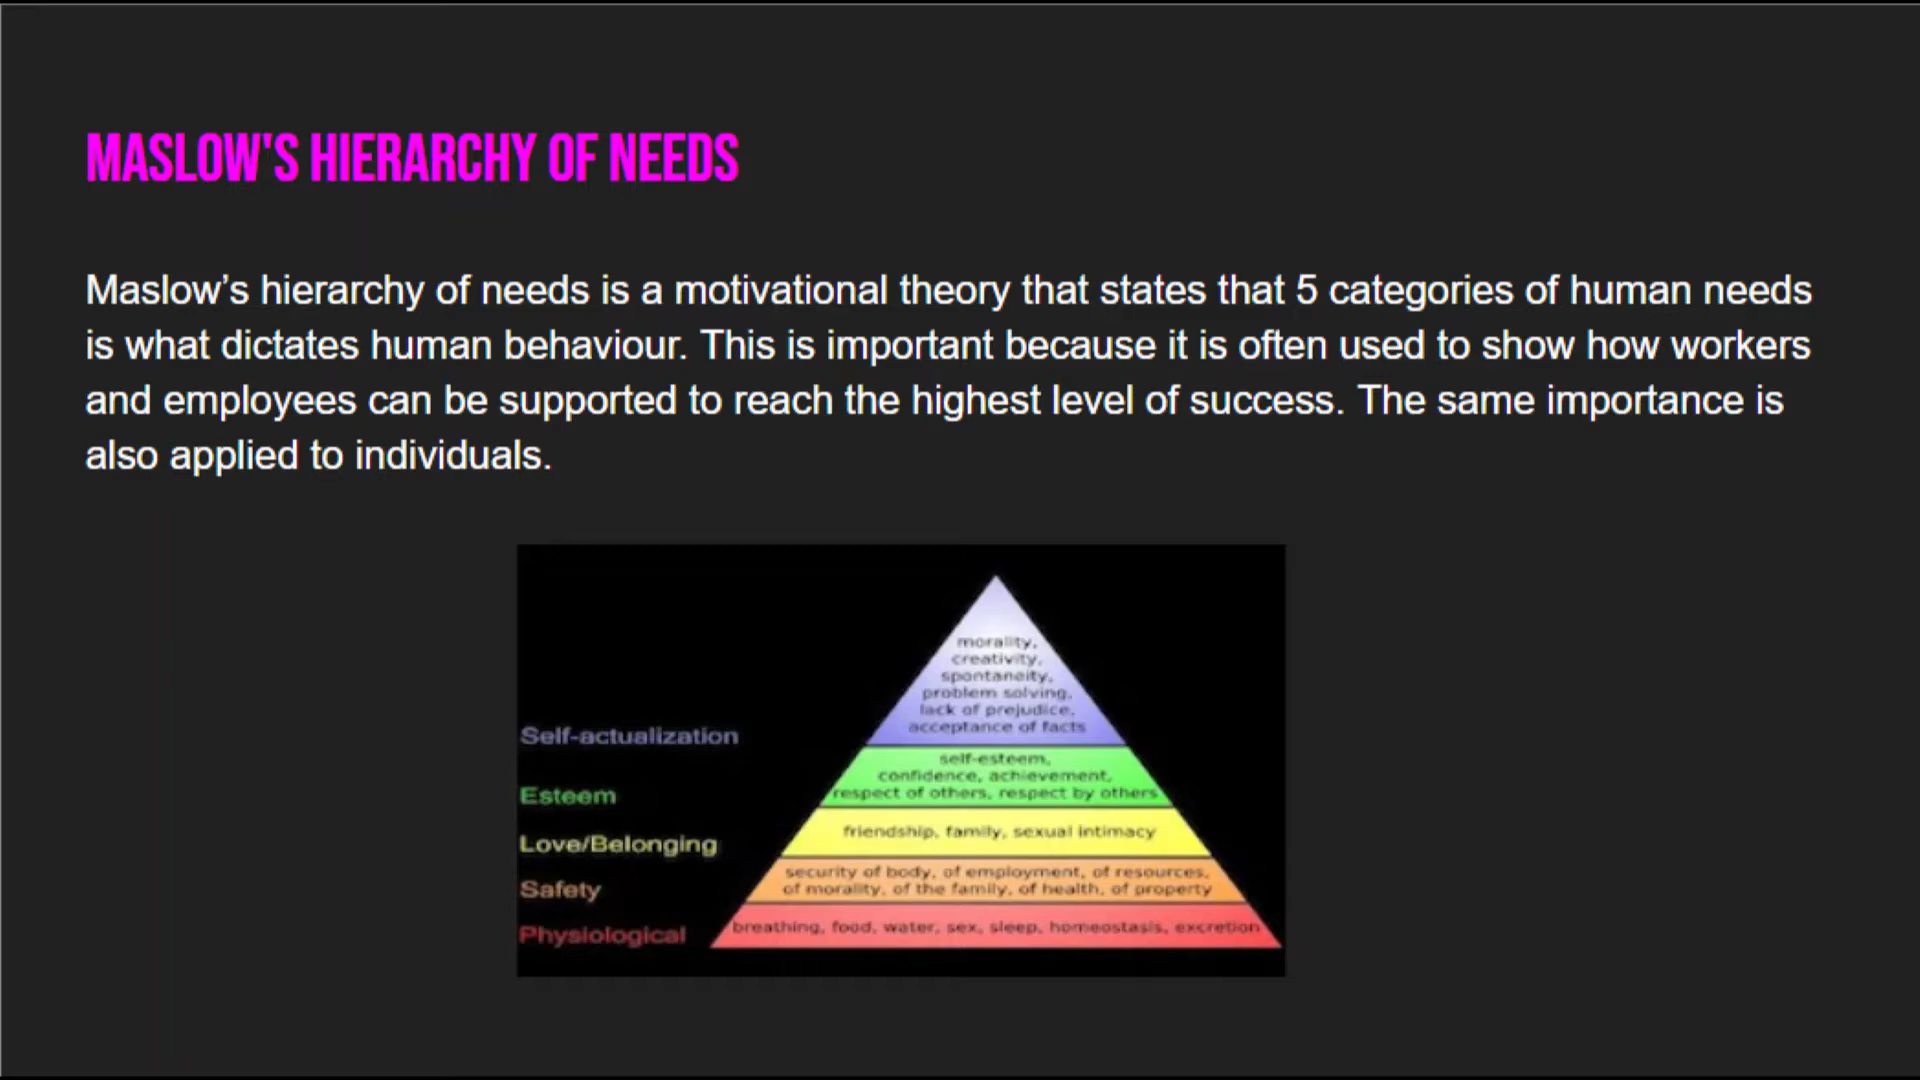 MASLOW'S HIERARCHY OF NEEDS
Maslow’s hierarchy of needs is a motivational theory that states that 5 categories of human needs
is what dictates human behaviour. This is important because it is often used to show how workers
and employees can be supported to reach the highest level of success. The same importance is
also applied to individuals.
morality,
creativity,
spontaneity,
problem solving,
lack of prejudice,
acceptance of facts
Self-actualization
self-esteem,
confidence, achievement,
respect of others, respect by others
Esteem
friendship, family, sexual intimacy
Love/Belonging
security of body, of employment, of resources,
of morality, of the family, of health, of property
Safety
breathing, food, water, sex, sleep, homeostasis, excretion
Physiological